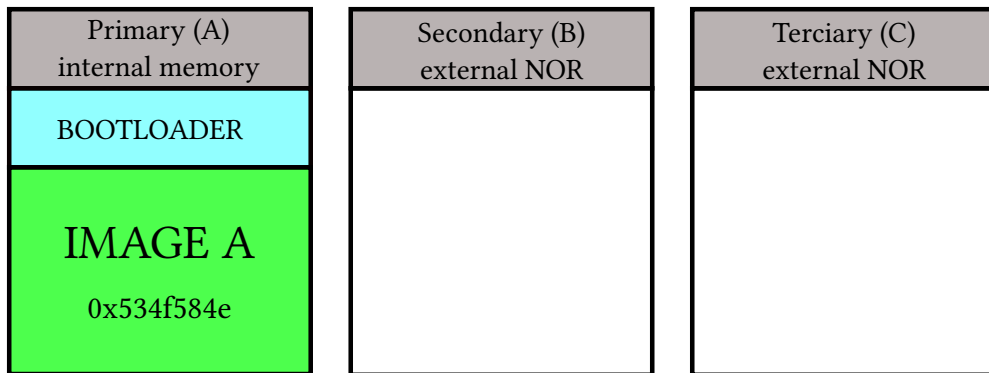 Primary (A)
internal memory
Secondary (B)
external NOR
Terciary (C)
external NOR
BOOTLOADER
IMAGE A
0x534f584e